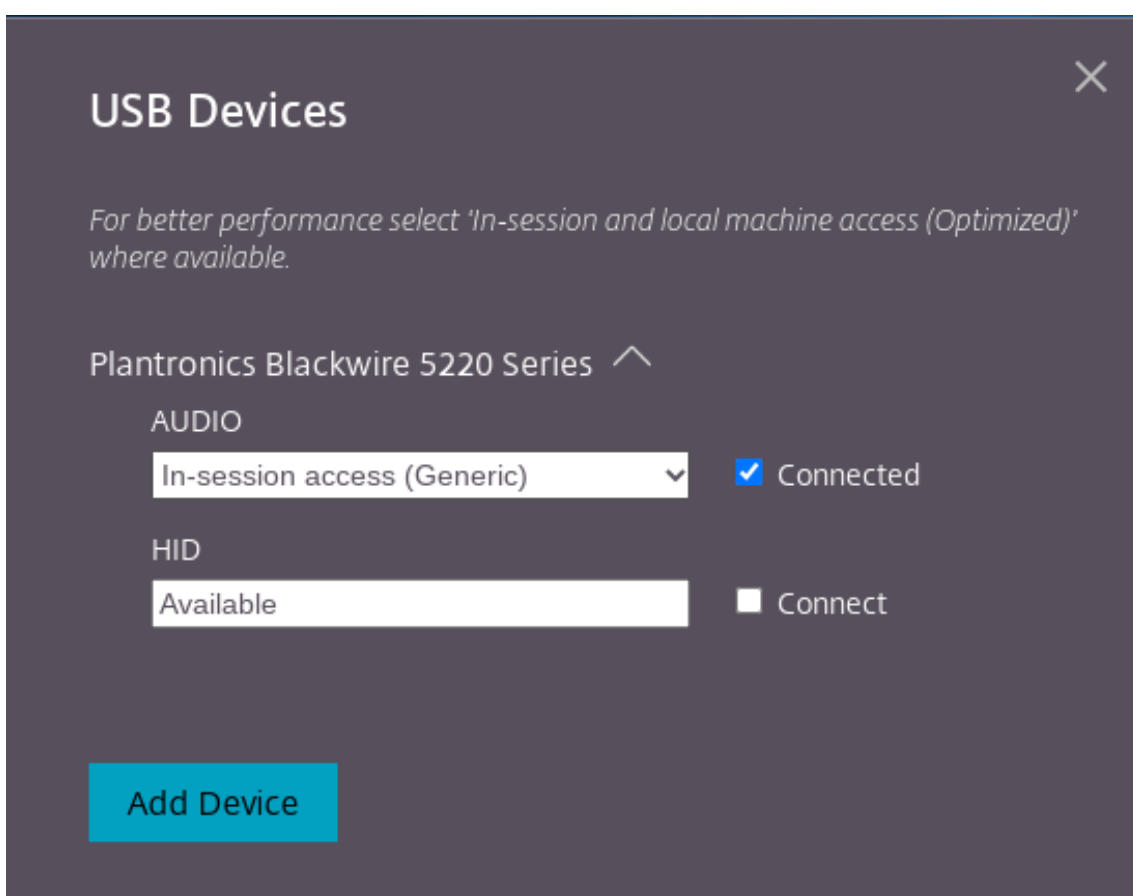 USB Devices
For better performance select 'In-session and local machine access (Optimized)'
where available.
Plantronics Blackwire 5220 Series
AUDIO
In-session access (Generic)
Connected
HID
Available
Connect
Add Device